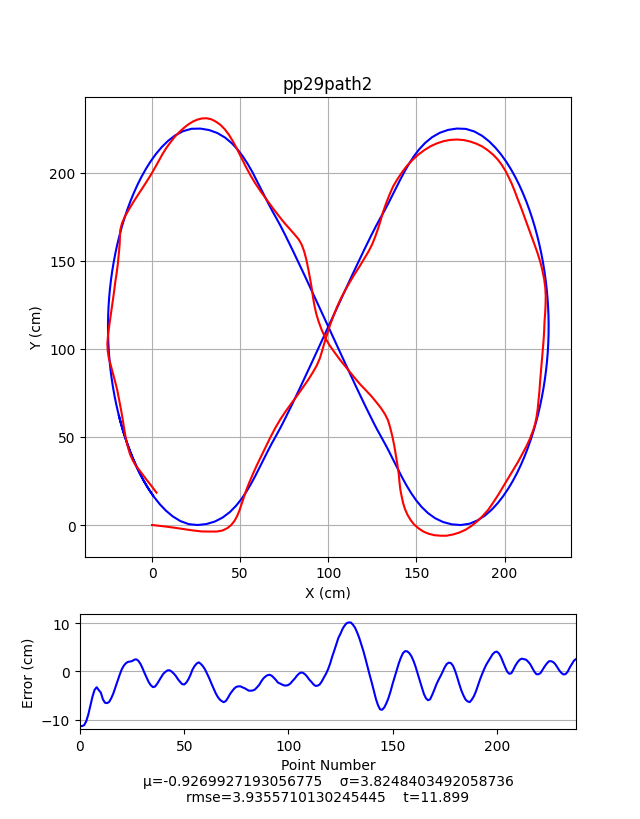 pp29path2
200
150
100
50
0
Y (cm)
0 50 100 150 200
X (cm)
10
0
−10
Error (cm)
0 50 100 150 200
Point Number
μ=-0.9269927193056775 σ=3.8248403492058736
rmse=3.9355710130245445 t=11.899